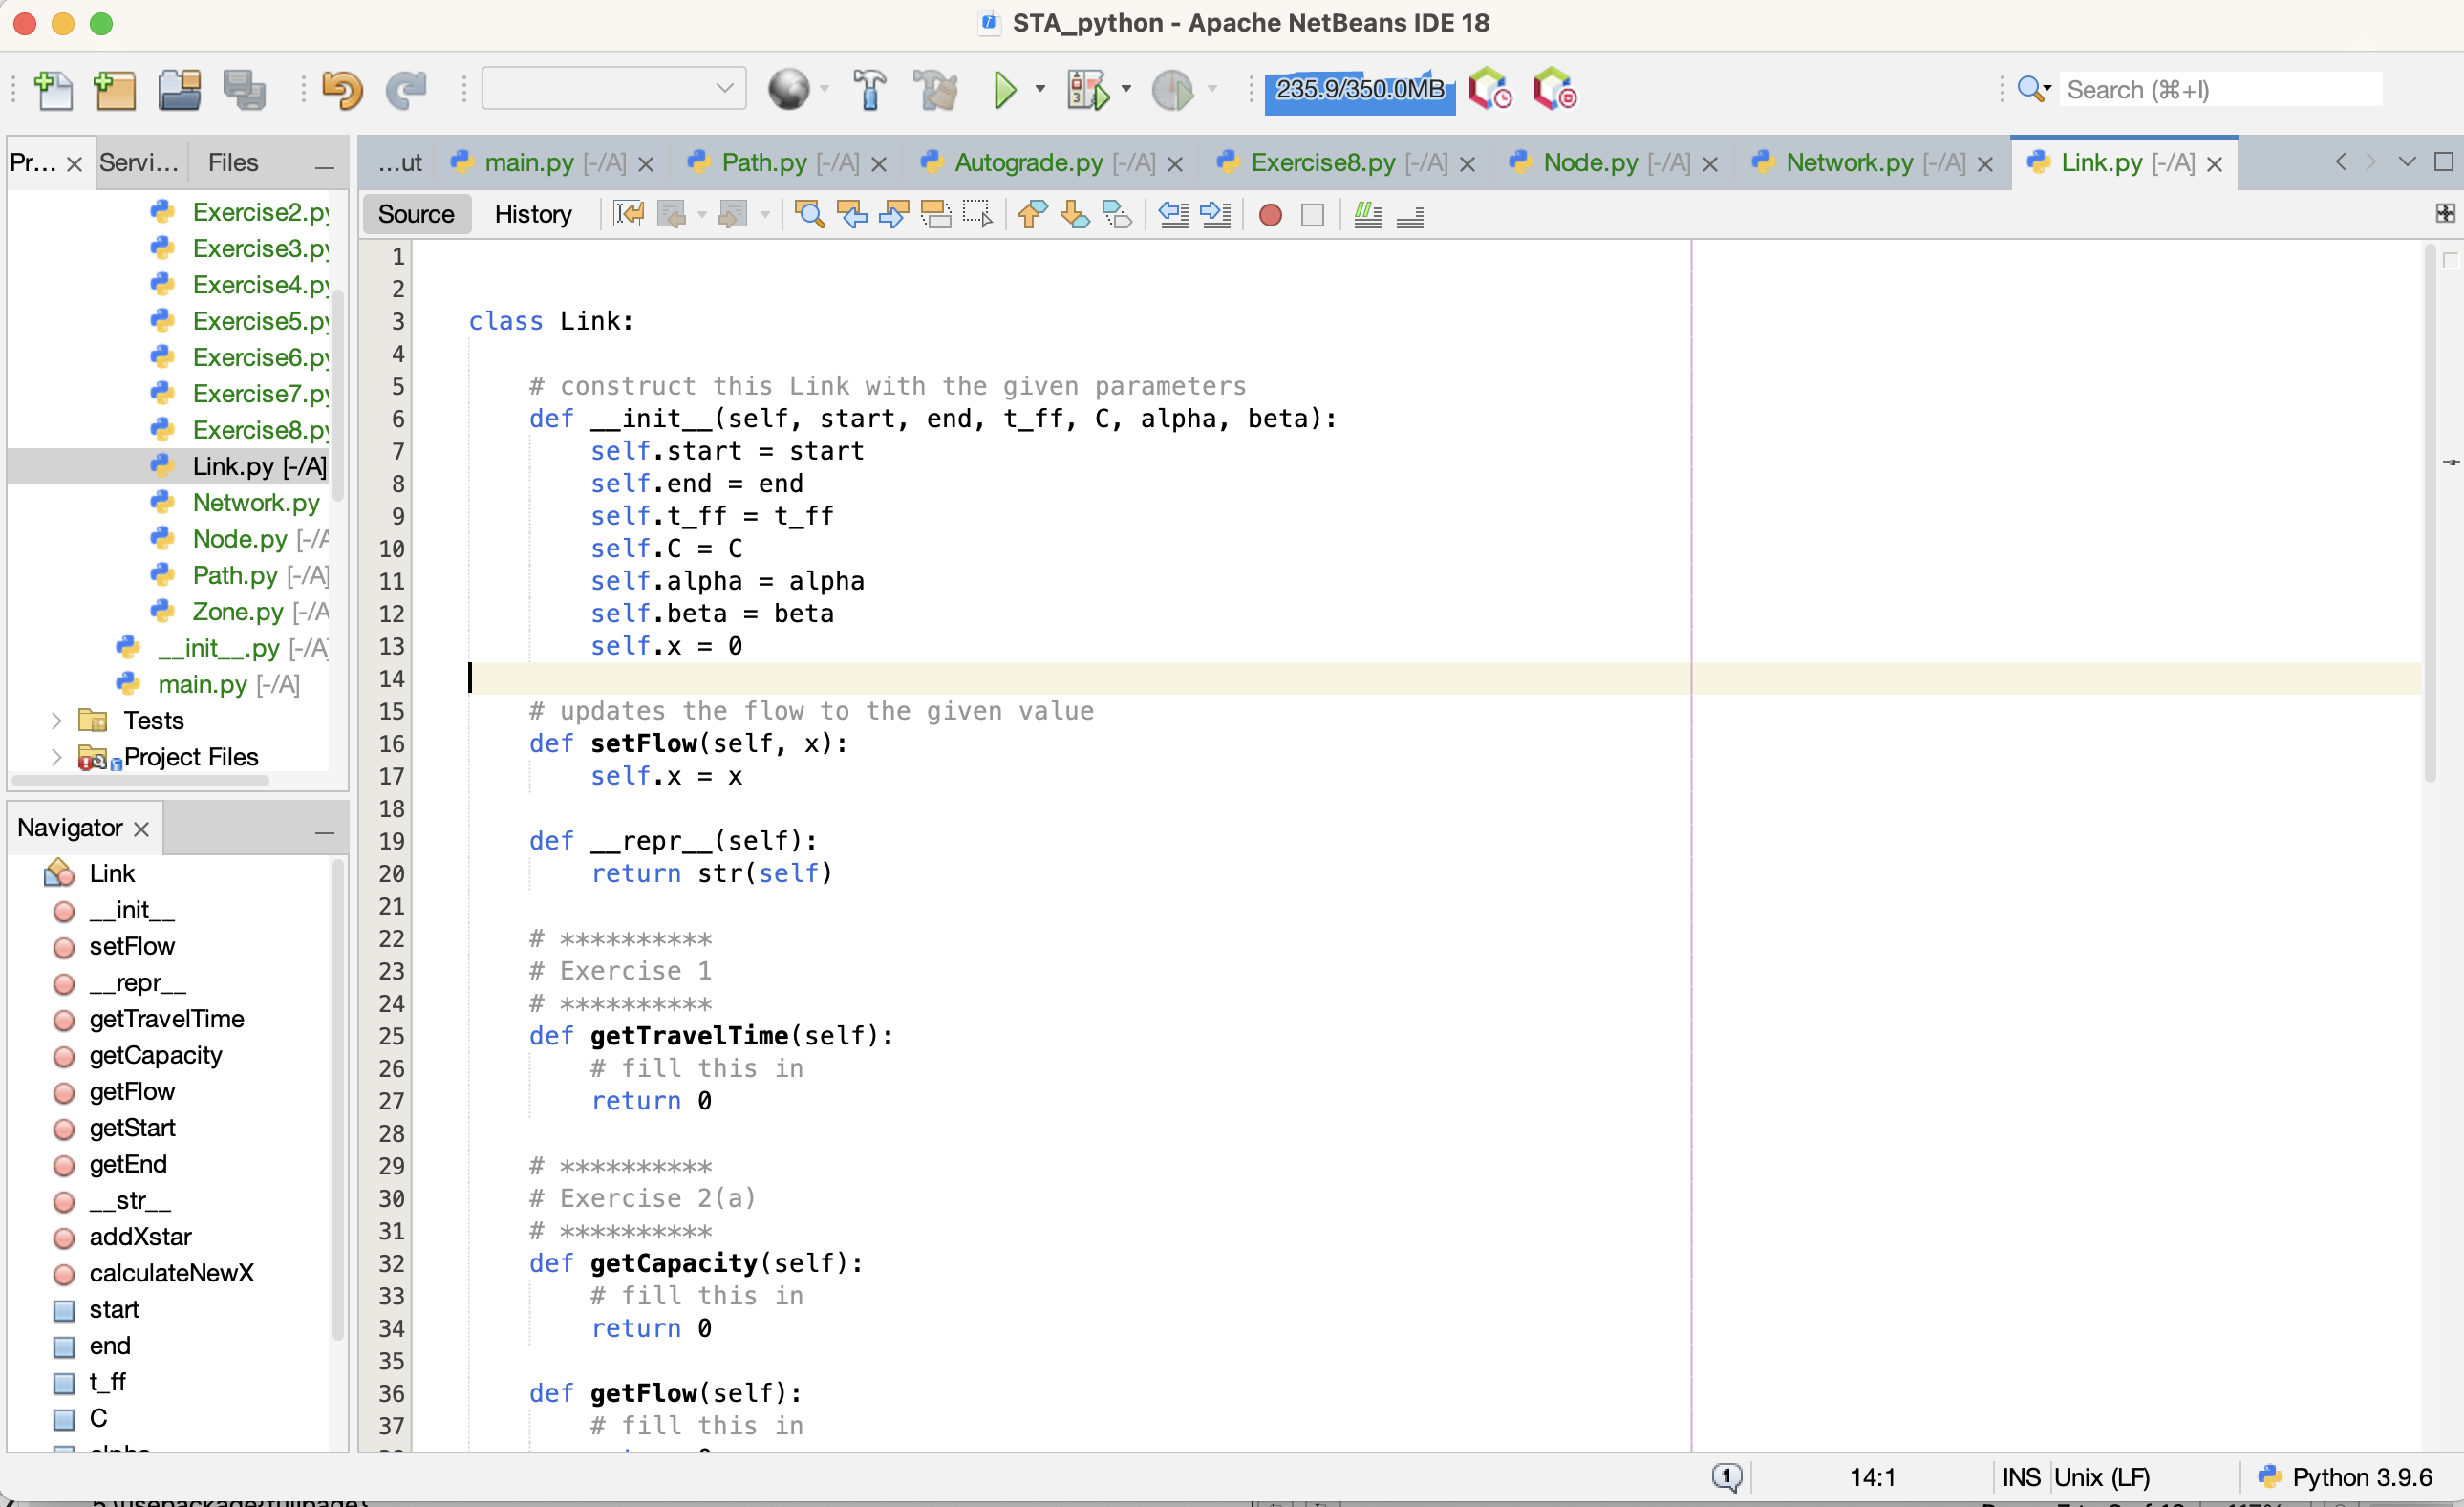 STA_python - Apache NetBeans IDE 18
235.9/350.0MB
Search (⌘+I)
Pr... Servi... Files
...ut main.py [-/A] Path.py [-/A] Autograde.py [-/A] Exercise8.py [-/A] Node.py [-/A] Network.py [-/A] Link.py [-/A]
Source History
Exercise2.py
Exercise3.py
Exercise4.py
Exercise5.py
Exercise6.py
Exercise7.py
Exercise8.py
Link.py [-/A]
Network.py
Node.py [-/A
Path.py [-/A]
Zone.py [-/A
__init__.py [-/A]
main.py [-/A]
Tests
Project Files
Navigator
Link
__init__
setFlow
__repr__
getTravelTime
getCapacity
getFlow
getStart
getEnd
__str__
addXstar
calculateNewX
start
end
t_ff
C
alpha
1
2
3 class Link:
4
5 # construct this Link with the given parameters
6 def __init__(self, start, end, t_ff, C, alpha, beta):
7 self.start = start
8 self.end = end
9 self.t_ff = t_ff
10 self.C = C
11 self.alpha = alpha
12 self.beta = beta
13 self.x = 0
14
15 # updates the flow to the given value
16 def setFlow(self, x):
17 self.x = x
18
19 def __repr__(self):
20 return str(self)
21
22 # **********
23 # Exercise 1
24 # **********
25 def getTravelTime(self):
26 # fill this in
27 return 0
28
29 # **********
30 # Exercise 2(a)
31 # **********
32 def getCapacity(self):
33 # fill this in
34 return 0
35
36 def getFlow(self):
37 # fill this in
1 14:1 INS Unix (LF) Python 3.9.6